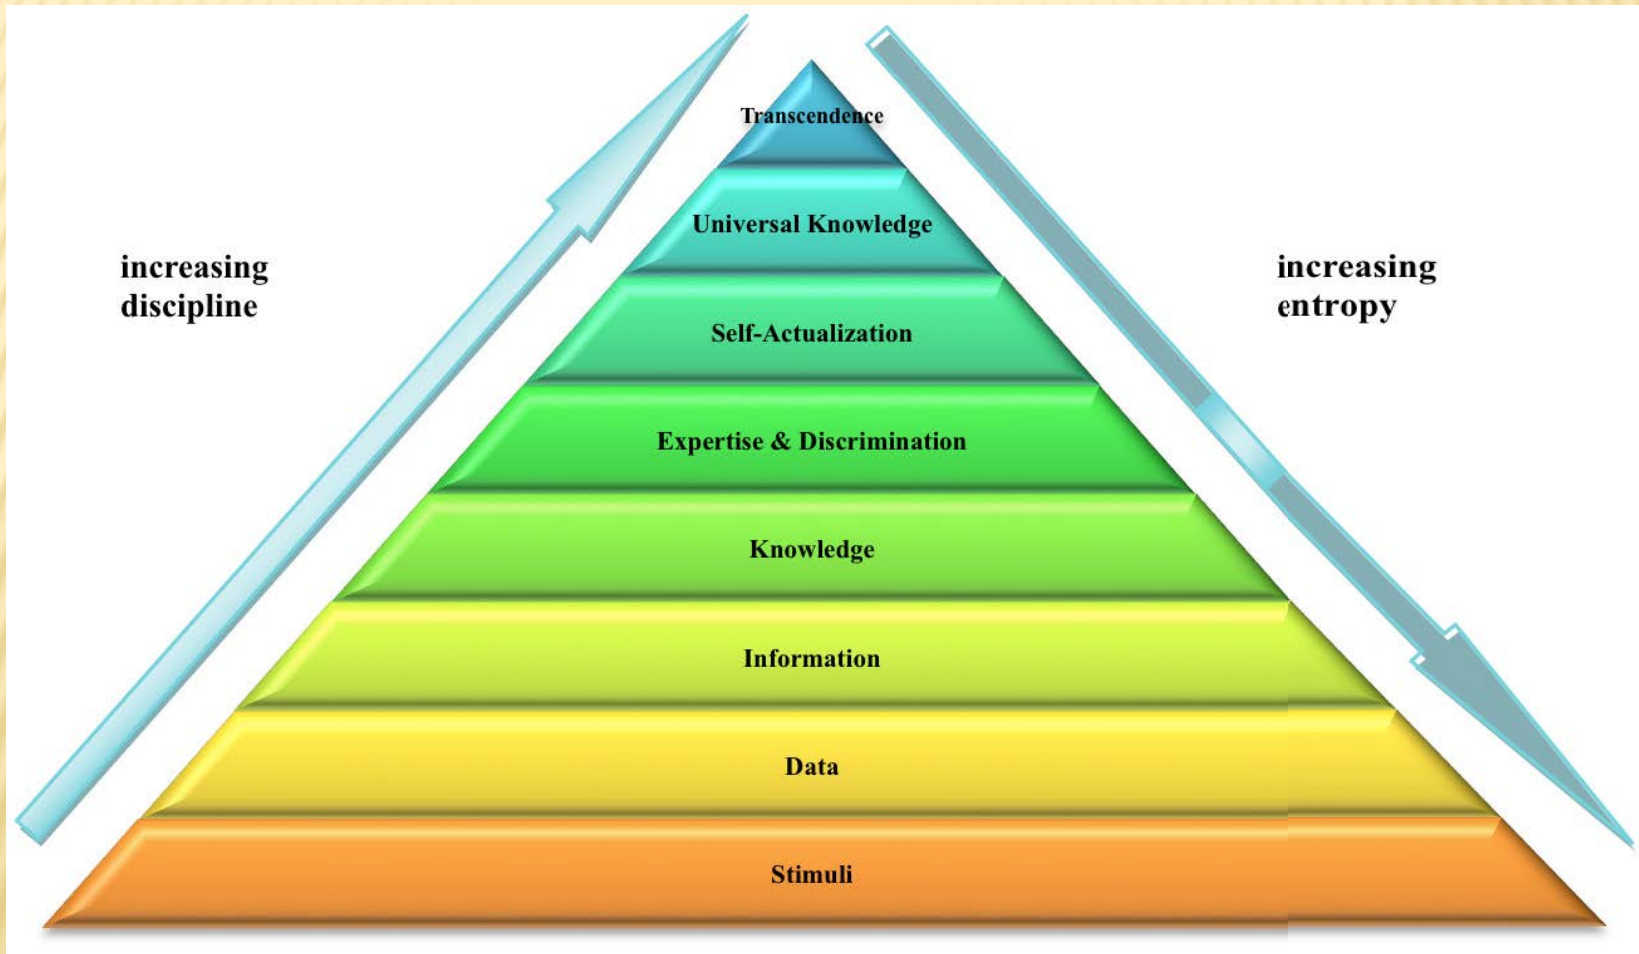 Transcendence
Universal Knowledge
increasing
discipline
increasing
entropy
Self-Actualization
Expertise & Discrimination
Knowledge
Information
Data
Stimuli